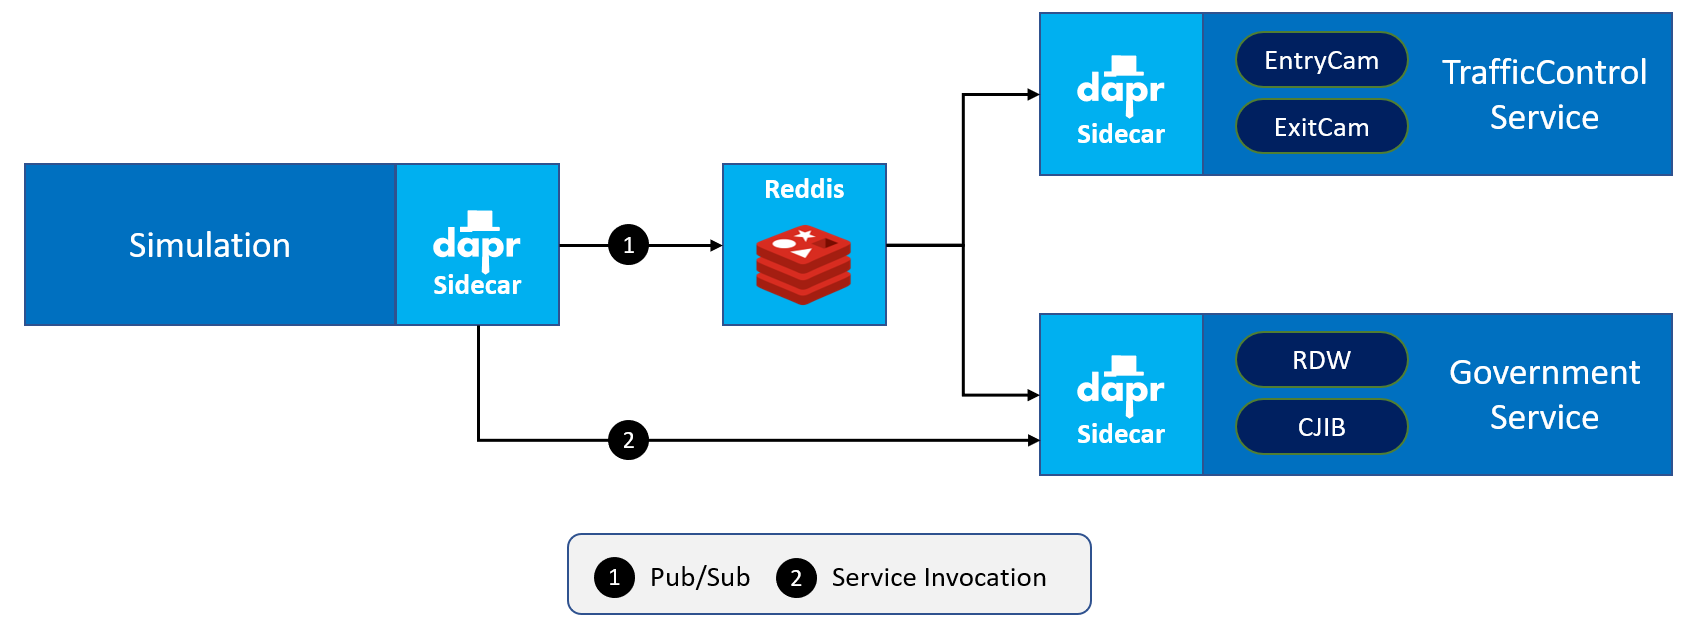 Simulation
dapr
Sidecar
1
Reddis
dapr
Sidecar
EntryCam
ExitCam
TrafficControl
Service
2
dapr
Sidecar
RDW
CJIB
Government
Service
1 Pub/Sub 2 Service Invocation